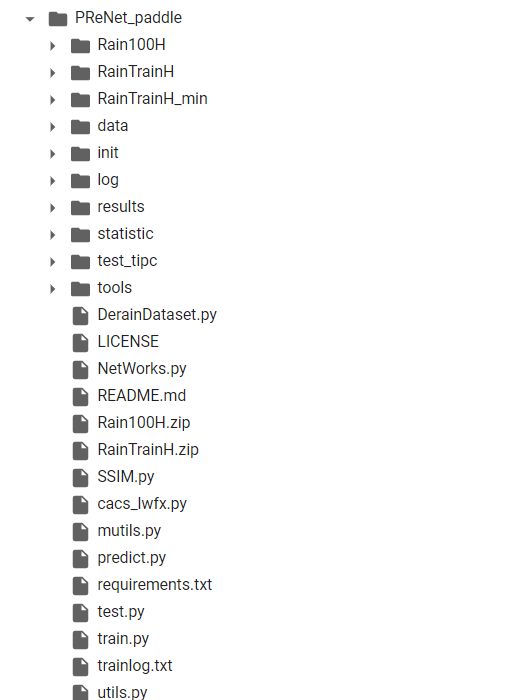 PReNet_paddle
Rain100H
RainTrainH
RainTrainH_min
data
init
log
results
statistic
test_tipc
tools
DerainDataset.py
LICENSE
NetWorks.py
README.md
Rain100H.zip
RainTrainH.zip
SSIM.py
cacs_lwfx.py
mutils.py
predict.py
requirements.txt
test.py
train.py
trainlog.txt
utils.py